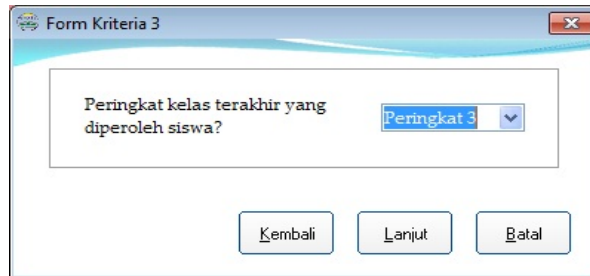 Form Kriteria 3
Peringkat kelas terakhir yang
diperoleh siswa?
Peringkat 3
Kembali
Lanjut
Batal